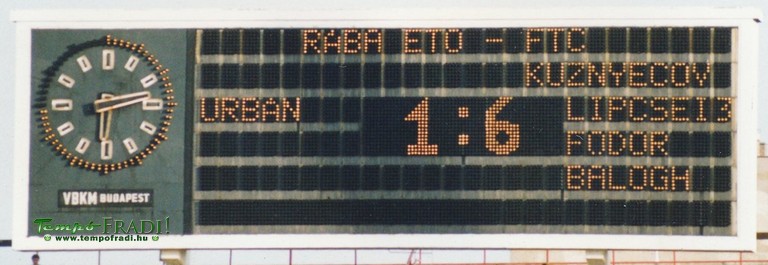 RÁBA ETO - FTC
KUZNYECOV
URBAN 1:6 LIPCSEI3
FODOR
BALOGH
VBKM BUDAPEST
Tempó-FRADI!
www.tempofradi.hu